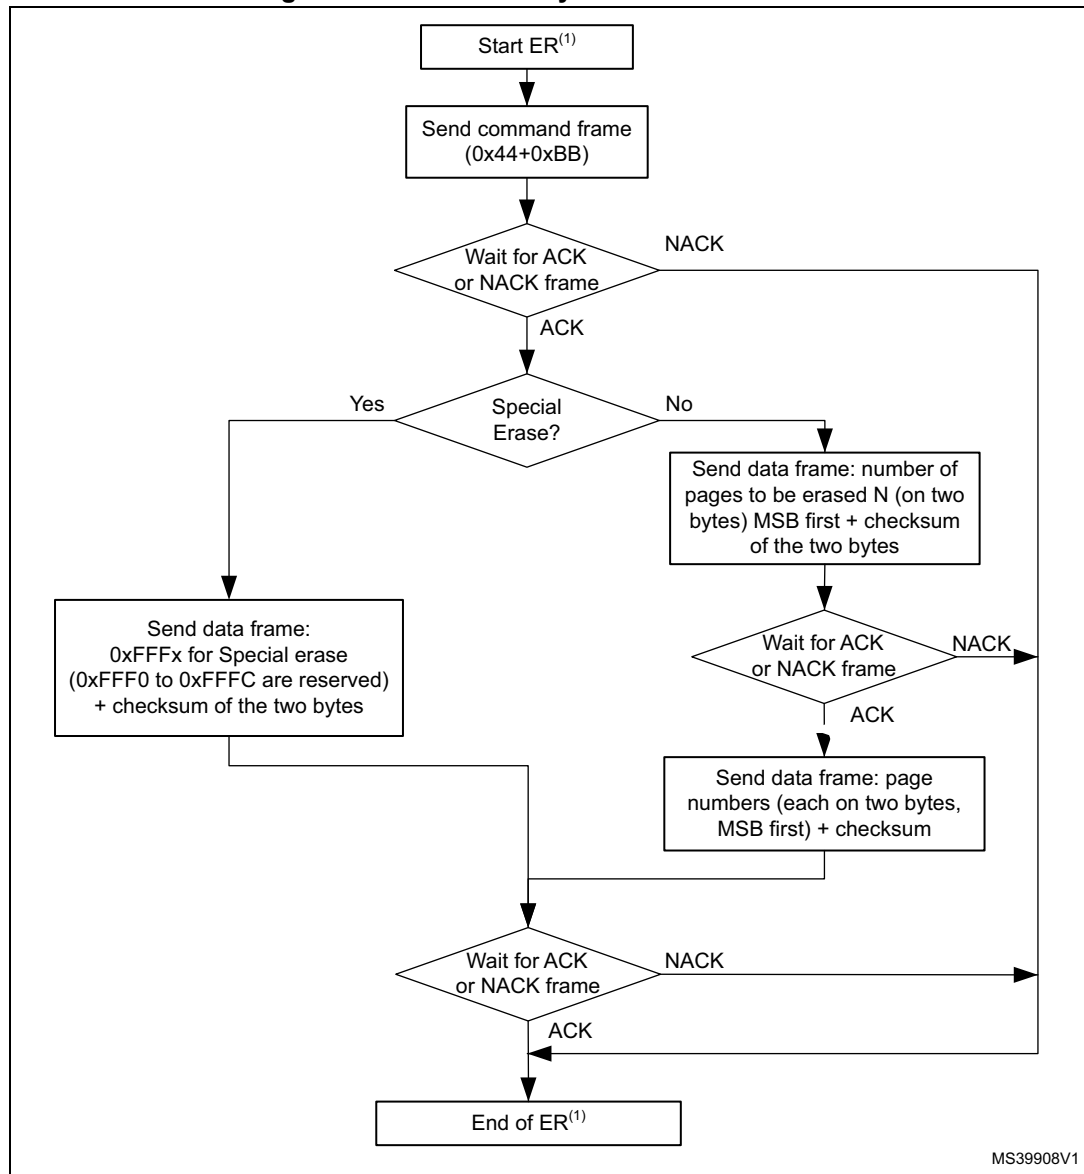 Start ER(1)
Send command frame
(0x44+0xBB)
Wait for ACK
or NACK frame
NACK
ACK
Special
Erase?
Yes
No
Send data frame: number of
pages to be erased N (on two
bytes) MSB first + checksum
of the two bytes
Send data frame:
0xFFFx for Special erase
(0xFFF0 to 0xFFFC are reserved)
+ checksum of the two bytes
Wait for ACK
or NACK frame
NACK
ACK
Send data frame: page
numbers (each on two bytes,
MSB first) + checksum
Wait for ACK
or NACK frame
NACK
ACK
End of ER(1)
MS39908V1